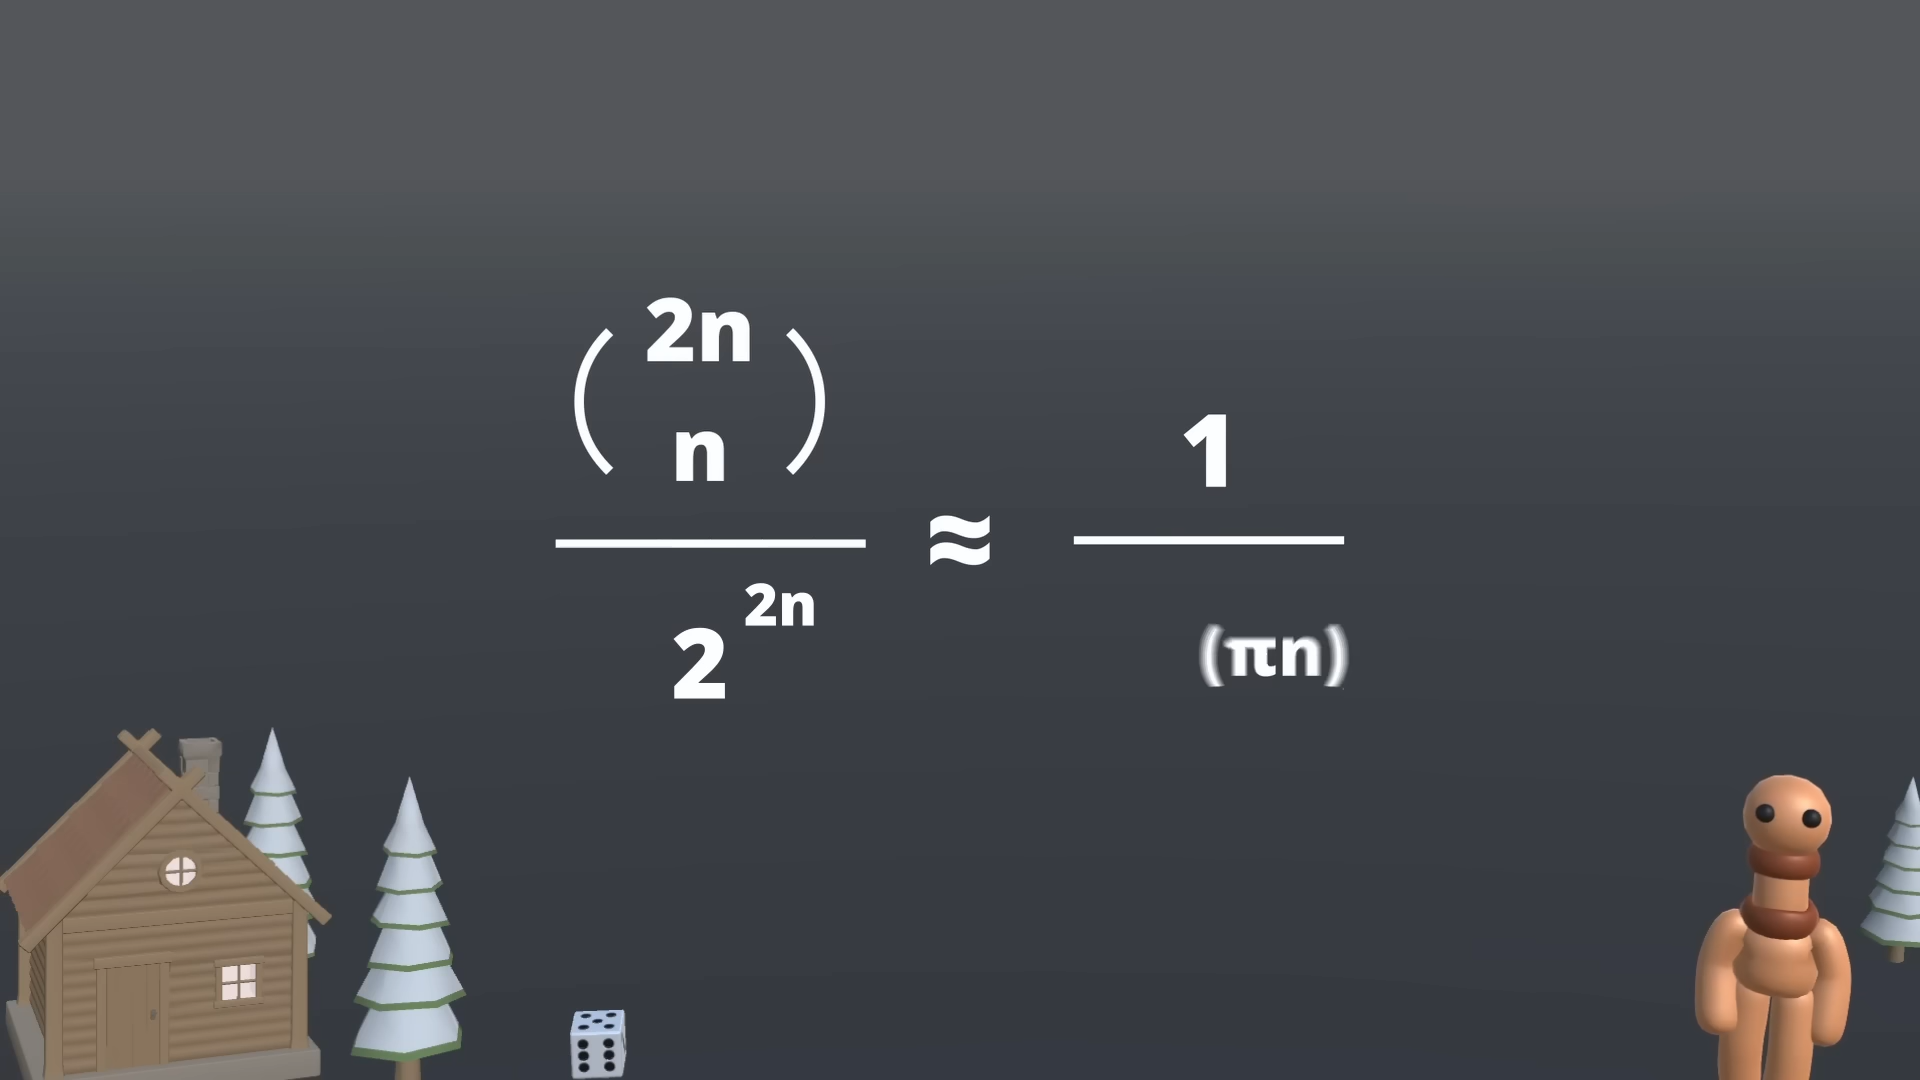 (2n n) / 2^2n ≈ 1 / (πn)